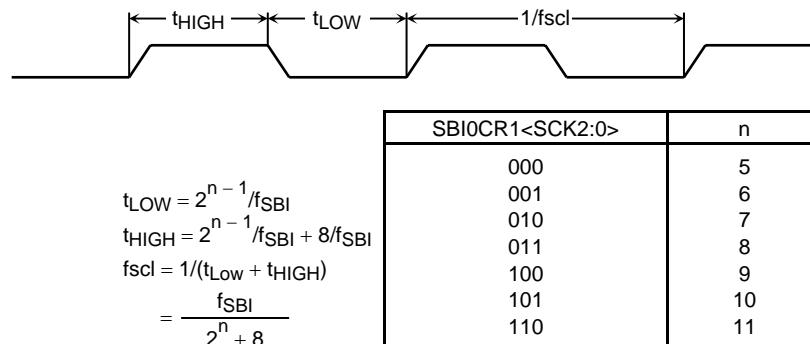 tHIGH tLOW 1/fscl
SBI0CR1<SCK2:0> n
000 5
001 6
010 7
011 8
100 9
101 10
110 11
tLOW = 2^(n − 1)/fSBI
tHIGH = 2^(n − 1)/fSBI + 8/fSBI
fscl = 1/(tLow + tHIGH)
= fSBI
2^n + 8